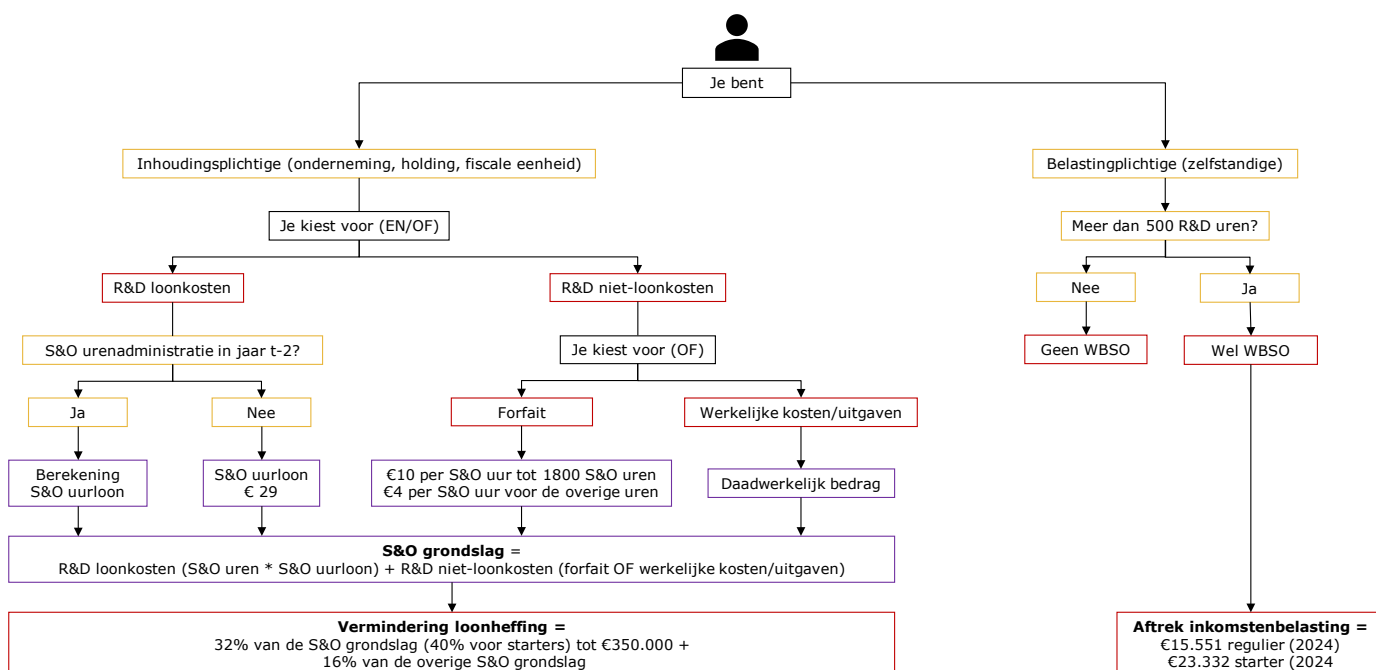 Je bent
Inhoudingsplichtige (onderneming, holding, fiscale eenheid)
Belastingplichtige (zelfstandige)
Je kiest voor (EN/OF)
Meer dan 500 R&D uren?
R&D loonkosten
R&D niet-loonkosten
Nee
Ja
S&O urenadministratie in jaar t-2?
Je kiest voor (OF)
Geen WBSO
Wel WBSO
Ja
Nee
Forfait
Werkelijke kosten/uitgaven
Berekening
S&O uurloon
S&O uurloon
€ 29
€10 per S&O uur tot 1800 S&O uren
€4 per S&O uur voor de overige uren
Daadwerkelijk bedrag
S&O grondslag =
R&D loonkosten (S&O uren * S&O uurloon) + R&D niet-loonkosten (forfait OF werkelijke kosten/uitgaven)
Vermindering loonheffing =
32% van de S&O grondslag (40% voor starters) tot €350.000 +
16% van de overige S&O grondslag
Aftrek inkomstenbelasting =
€15.551 regulier (2024)
€23.332 starter (2024